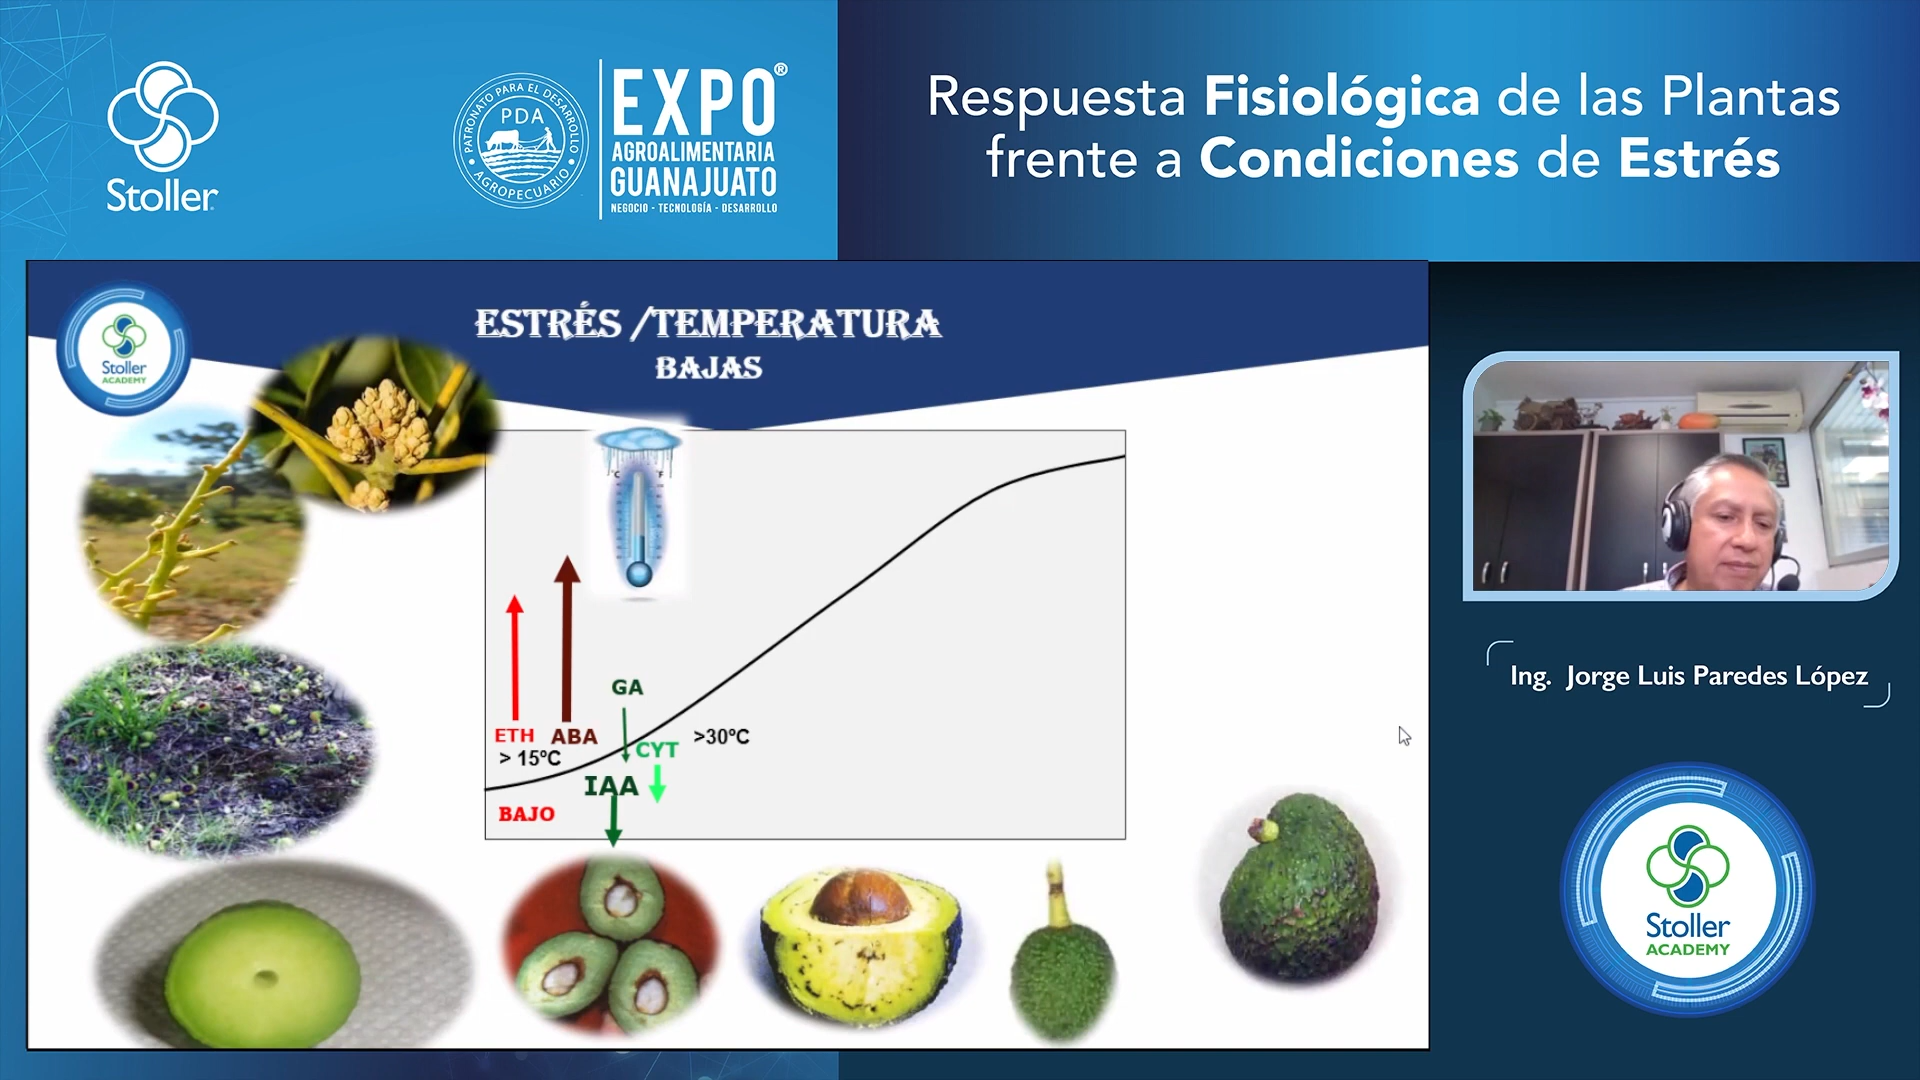 Stoller
PATRONATO PARA EL DESARROLLO
PDA
AGROPECUARIO
EXPO®
AGROALIMENTARIA
GUANAJUATO
NEGOCIO - TECNOLOGÍA - DESARROLLO
Respuesta Fisiológica de las Plantas
frente a Condiciones de Estrés
Stoller
ACADEMY
ESTRÉS /TEMPERATURA
BAJAS
°C °F
GA
ETH ABA
> 15ºC
CYT
>30ºC
IAA
BAJO
Ing. Jorge Luis Paredes López
Stoller
ACADEMY